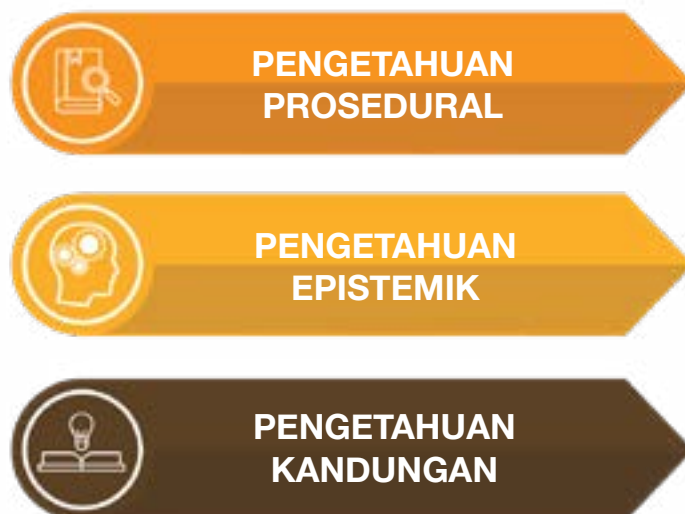 PENGETAHUAN
PROSEDURAL
PENGETAHUAN
EPISTEMIK
PENGETAHUAN
KANDUNGAN